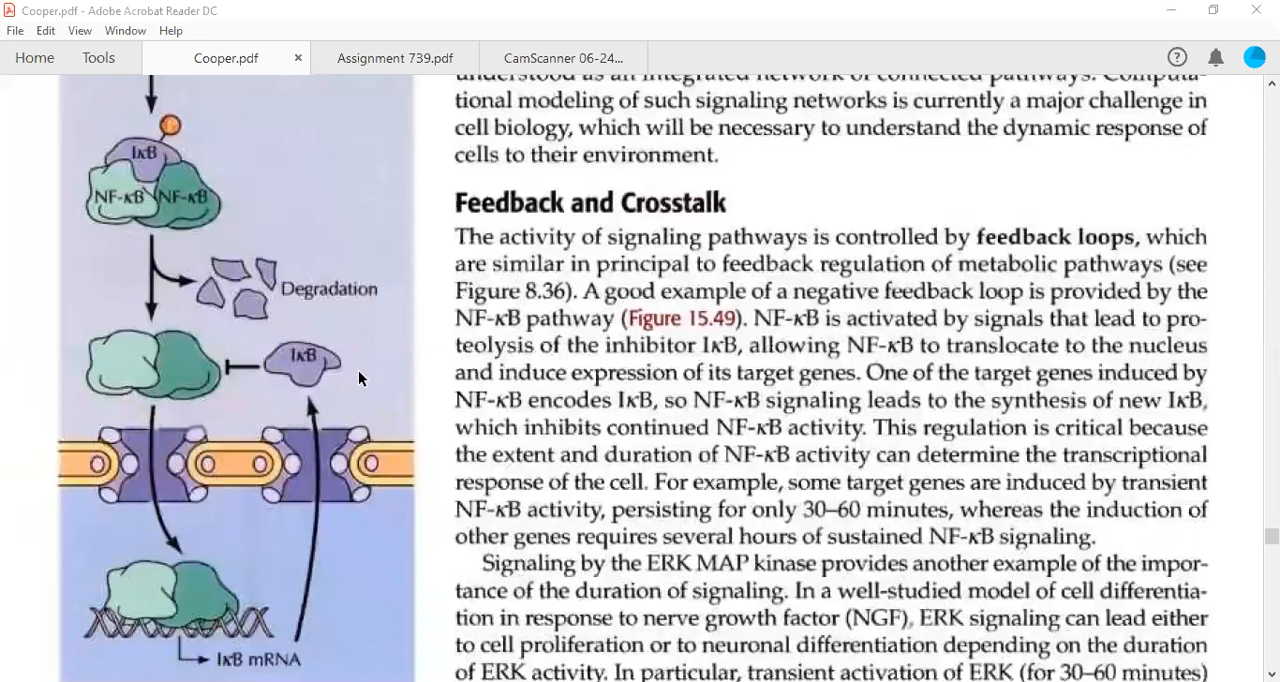 Cooper.pdf - Adobe Acrobat Reader DC
File Edit View Window Help
Home Tools Cooper.pdf × Assignment 739.pdf CamScanner 06-24...
IκB
NF-κB NF-κB
Degradation
IκB
IκB mRNA
understood as an integrated network of connected pathways. Computa-
tional modeling of such signaling networks is currently a major challenge in
cell biology, which will be necessary to understand the dynamic response of
cells to their environment.
Feedback and Crosstalk
The activity of signaling pathways is controlled by feedback loops, which
are similar in principal to feedback regulation of metabolic pathways (see
Figure 8.36). A good example of a negative feedback loop is provided by the
NF-κB pathway (Figure 15.49). NF-κB is activated by signals that lead to pro-
teolysis of the inhibitor IκB, allowing NF-κB to translocate to the nucleus
and induce expression of its target genes. One of the target genes induced by
NF-κB encodes IκB, so NF-κB signaling leads to the synthesis of new IκB,
which inhibits continued NF-κB activity. This regulation is critical because
the extent and duration of NF-κB activity can determine the transcriptional
response of the cell. For example, some target genes are induced by transient
NF-κB activity, persisting for only 30–60 minutes, whereas the induction of
other genes requires several hours of sustained NF-κB signaling.
Signaling by the ERK MAP kinase provides another example of the impor-
tance of the duration of signaling. In a well-studied model of cell differentia-
tion in response to nerve growth factor (NGF), ERK signaling can lead either
to cell proliferation or to neuronal differentiation depending on the duration
of ERK activity. In particular, transient activation of ERK (for 30–60 minutes)